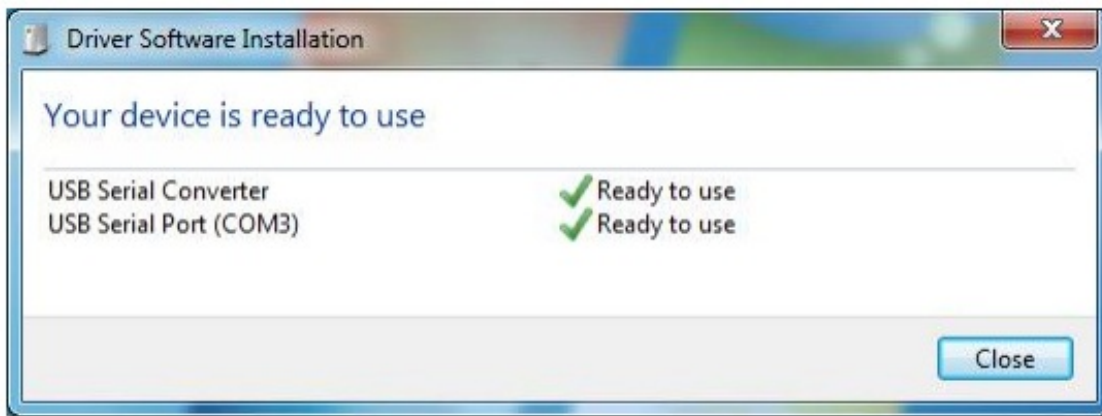 Driver Software Installation
Your device is ready to use
USB Serial Converter Ready to use
USB Serial Port (COM3) Ready to use
Close